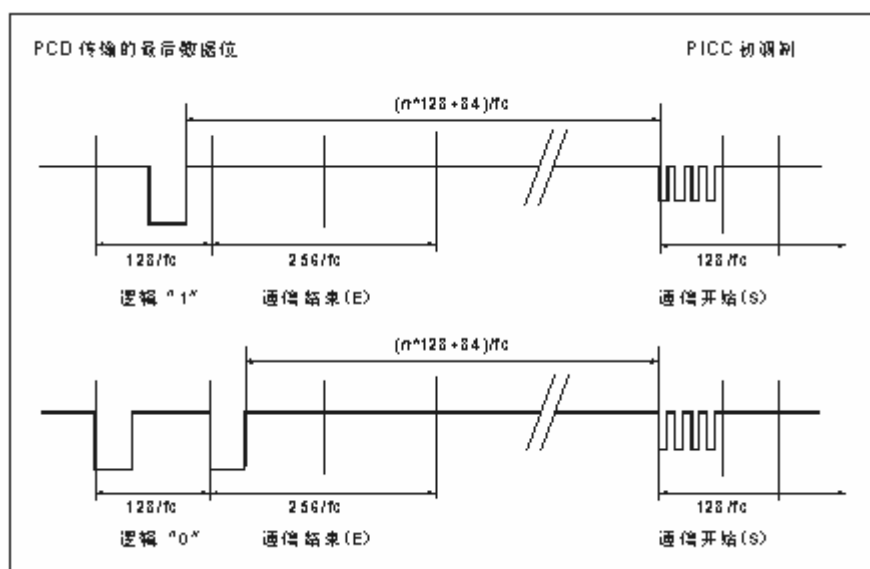 PCD 传输的最后数据位
PICC 初调制
(n*128+84)/fc
128/fc
256/fc
128/fc
逻辑 "1"
通信结束(E)
通信开始(S)
(n*128+84)/fc
128/fc
256/fc
128/fc
逻辑 "0"
通信结束(E)
通信开始(S)